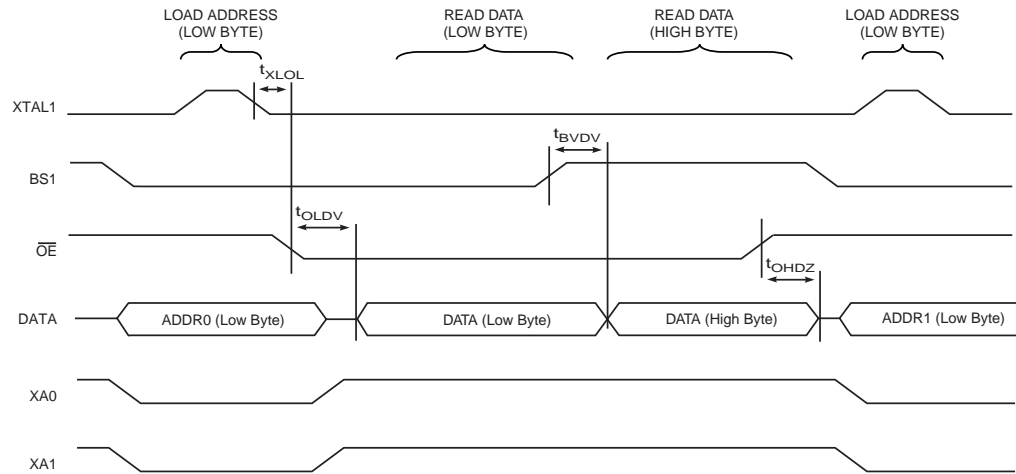 LOAD ADDRESS
(LOW BYTE)
READ DATA
(LOW BYTE)
READ DATA
(HIGH BYTE)
LOAD ADDRESS
(LOW BYTE)
tXLOL
XTAL1
tBVDV
BS1
tOLDV
OE
tOHDZ
DATA
ADDR0 (Low Byte)
DATA (Low Byte)
DATA (High Byte)
ADDR1 (Low Byte)
XA0
XA1